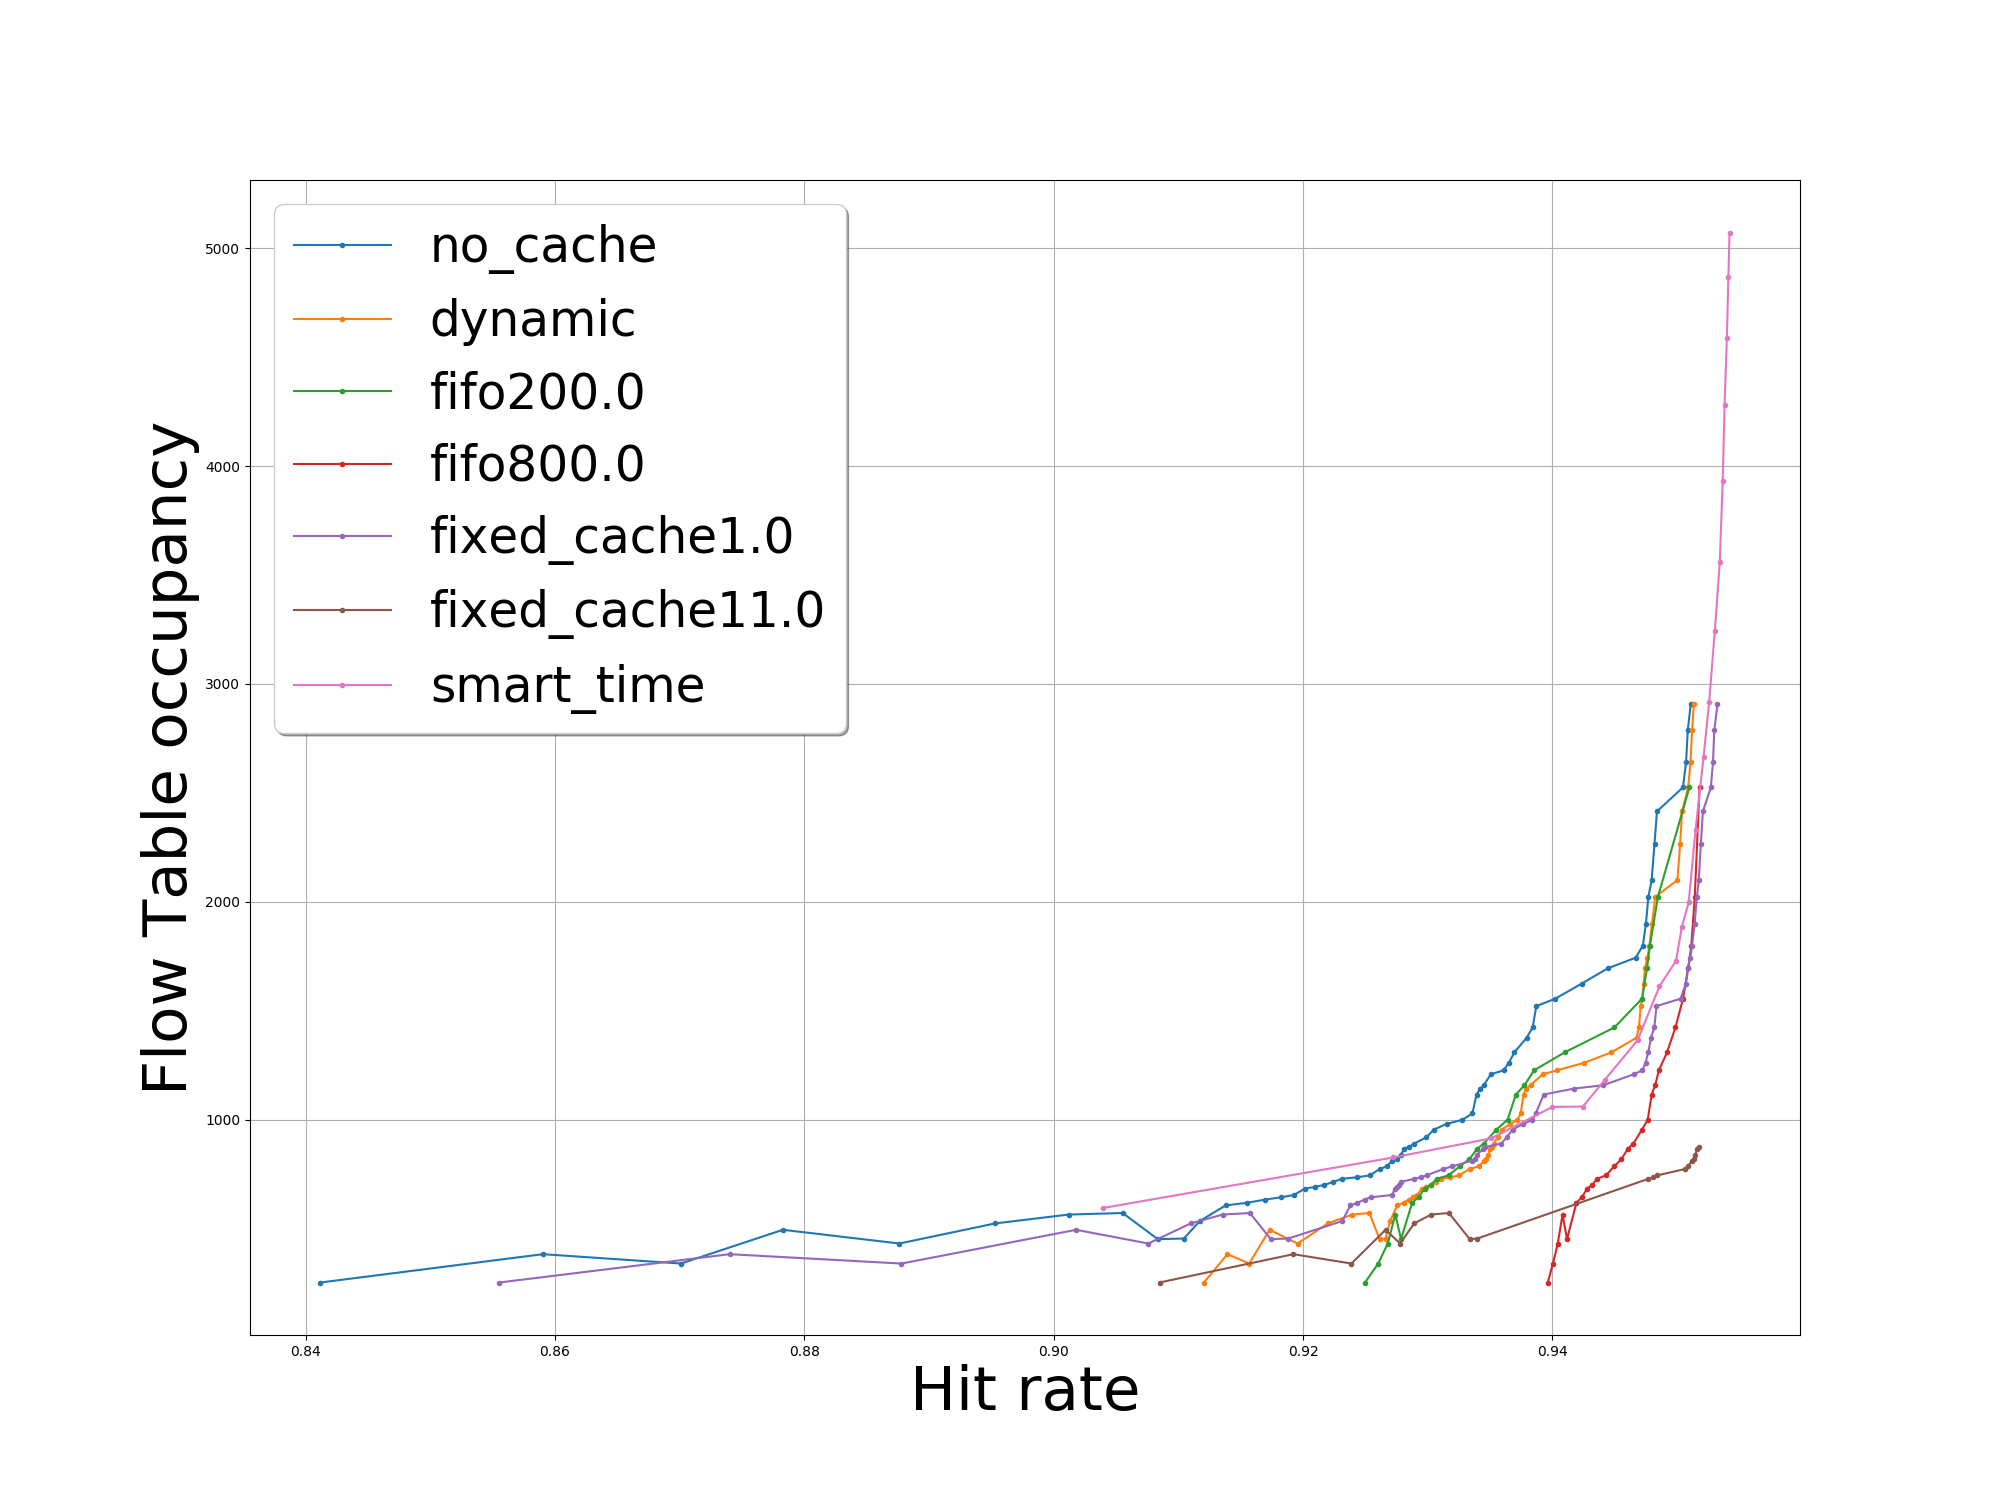 no_cache
dynamic
fifo200.0
fifo800.0
fixed_cache1.0
fixed_cache11.0
smart_time
5000
4000
3000
2000
1000
Flow Table occupancy
0.84 0.86 0.88 0.90 0.92 0.94
Hit rate